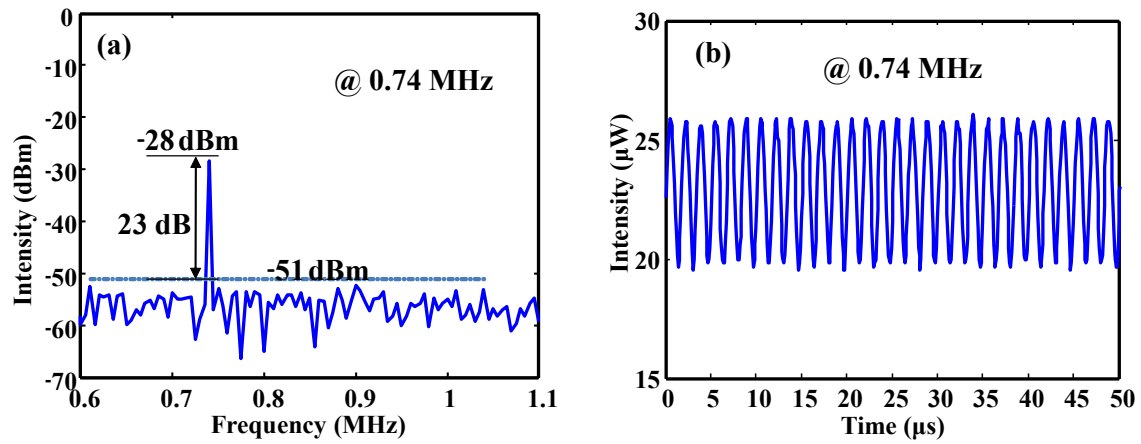 (a)
@ 0.74 MHz
-28 dBm
23 dB
-51 dBm
0
-10
-20
-30
-40
-50
-60
-70
0.6 0.7 0.8 0.9 1 1.1
Intensity (dBm)
Frequency (MHz)
(b)
@ 0.74 MHz
30
25
20
15
0 5 10 15 20 25 30 35 40 45 50
Intensity (µW)
Time (µs)